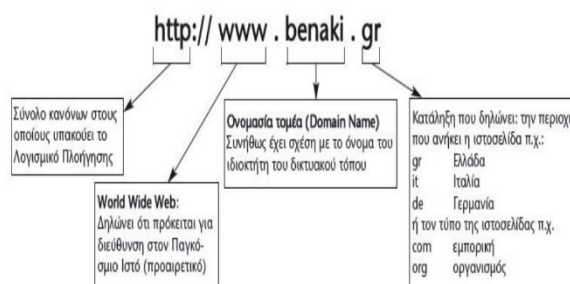 http:// www . benaki . gr
Σύνολο κανόνων στους
οποίους υπακούει το
Λογισμικό Πλοήγησης
World Wide Web:
Δηλώνει ότι πρόκειται για
διεύθυνση στον Παγκό-
σμιο Ιστό (προαιρετικό)
Ονομασία τομέα (Domain Name)
Συνήθως έχει σχέση με το όνομα του
ιδιοκτήτη του δικτυακού τόπου
Κατάληξη που δηλώνει: την περιοχι
που ανήκει η ιστοσελίδα π.χ.:
gr Ελλάδα
it Ιταλία
de Γερμανία
ή τον τύπο της ιστοσελίδας π.χ.
com εμπορική
org οργανισμός